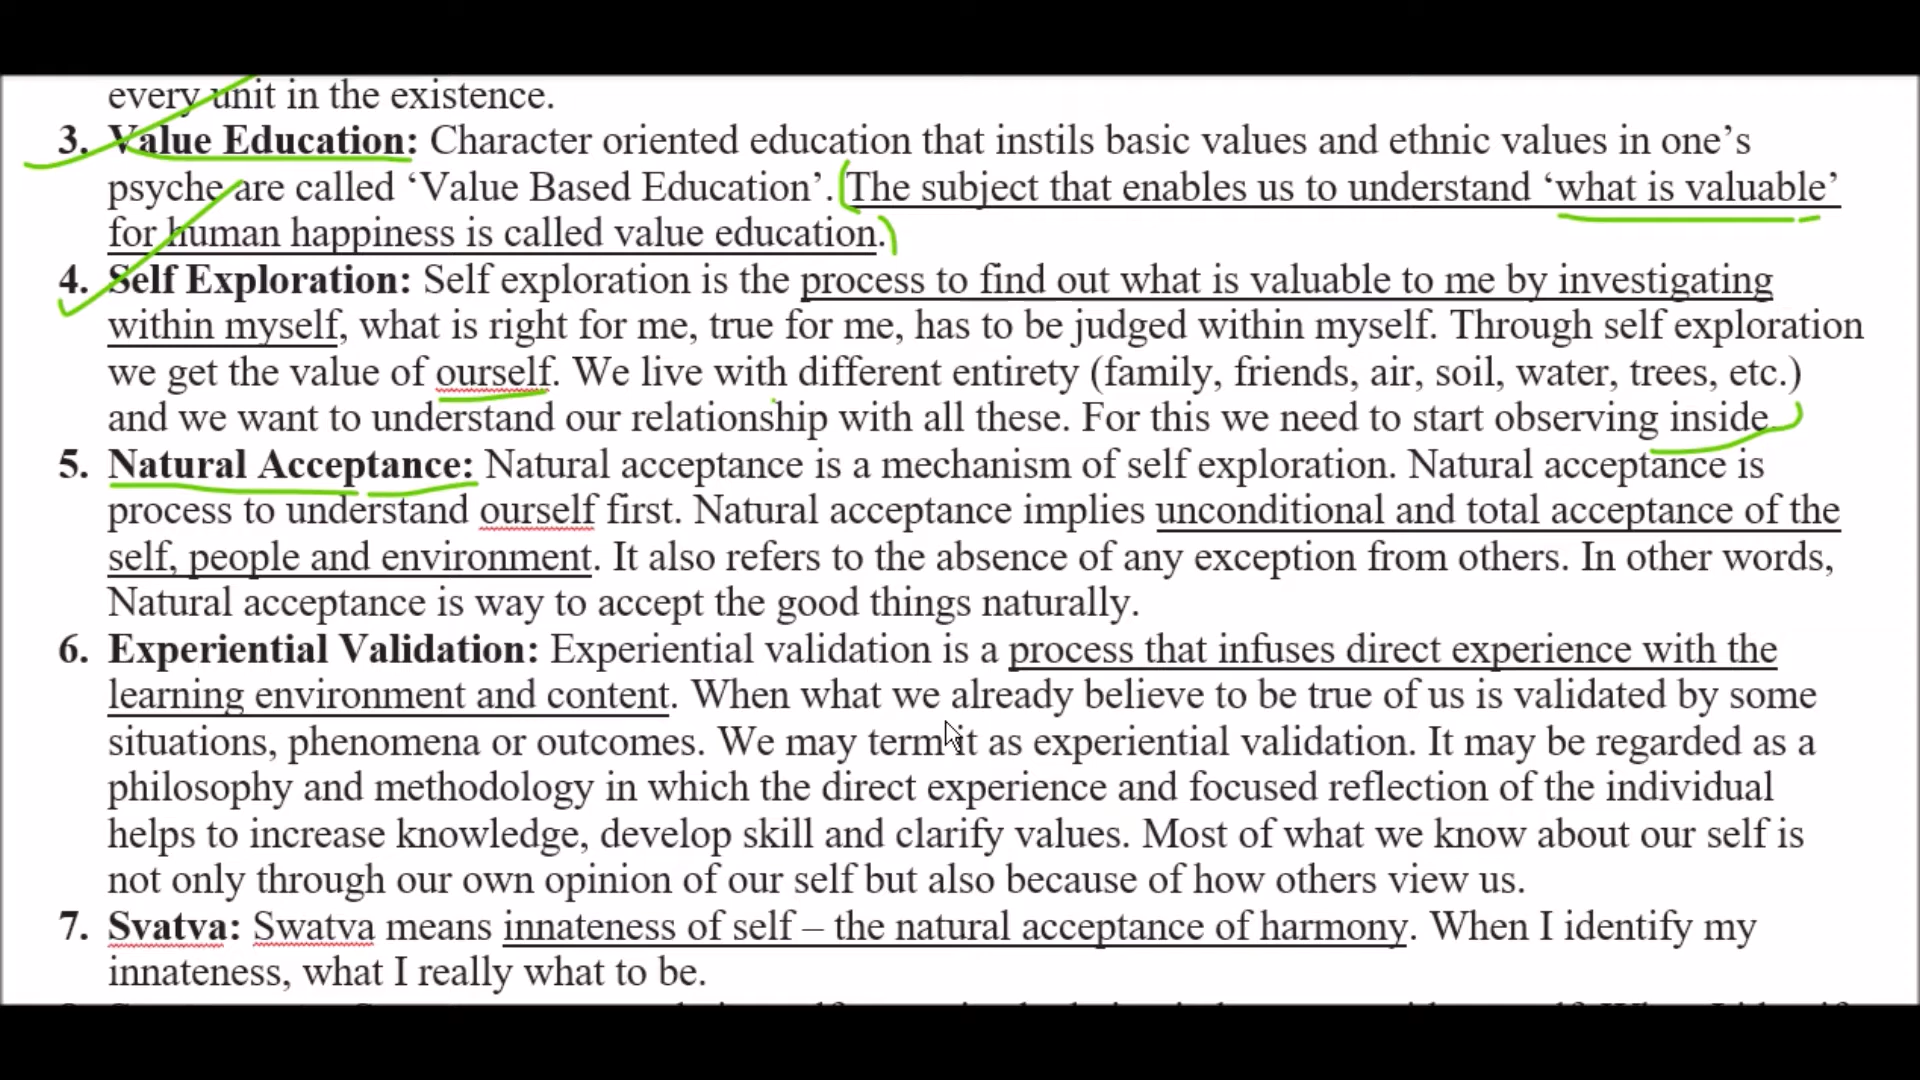 every unit in the existence.
3. Value Education: Character oriented education that instils basic values and ethnic values in one’s
psyche are called ‘Value Based Education’. The subject that enables us to understand ‘what is valuable’
for human happiness is called value education.
4. Self Exploration: Self exploration is the process to find out what is valuable to me by investigating
within myself, what is right for me, true for me, has to be judged within myself. Through self exploration
we get the value of ourself. We live with different entirety (family, friends, air, soil, water, trees, etc.)
and we want to understand our relationship with all these. For this we need to start observing inside.
5. Natural Acceptance: Natural acceptance is a mechanism of self exploration. Natural acceptance is
process to understand ourself first. Natural acceptance implies unconditional and total acceptance of the
self, people and environment. It also refers to the absence of any exception from others. In other words,
Natural acceptance is way to accept the good things naturally.
6. Experiential Validation: Experiential validation is a process that infuses direct experience with the
learning environment and content. When what we already believe to be true of us is validated by some
situations, phenomena or outcomes. We may term it as experiential validation. It may be regarded as a
philosophy and methodology in which the direct experience and focused reflection of the individual
helps to increase knowledge, develop skill and clarify values. Most of what we know about our self is
not only through our own opinion of our self but also because of how others view us.
7. Svatva: Swatva means innateness of self – the natural acceptance of harmony. When I identify my
innateness, what I really what to be.